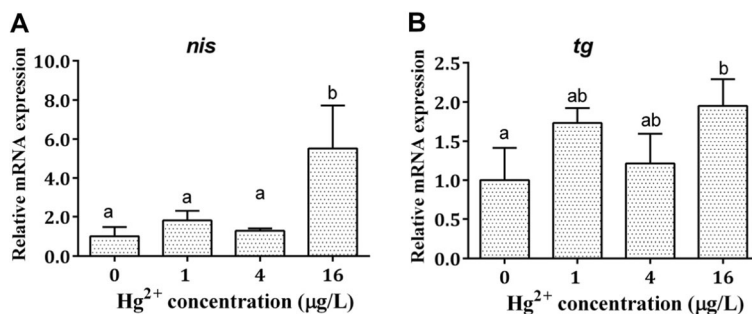 A
nis
Relative mRNA expression
10.0
8.0
6.0
4.0
2.0
0.0
a
a
a
b
0 1 4 16
Hg²⁺ concentration (μg/L)
B
tg
Relative mRNA expression
2.5
2.0
1.5
1.0
0.5
0.0
a
ab
ab
b
0 1 4 16
Hg²⁺ concentration (μg/L)